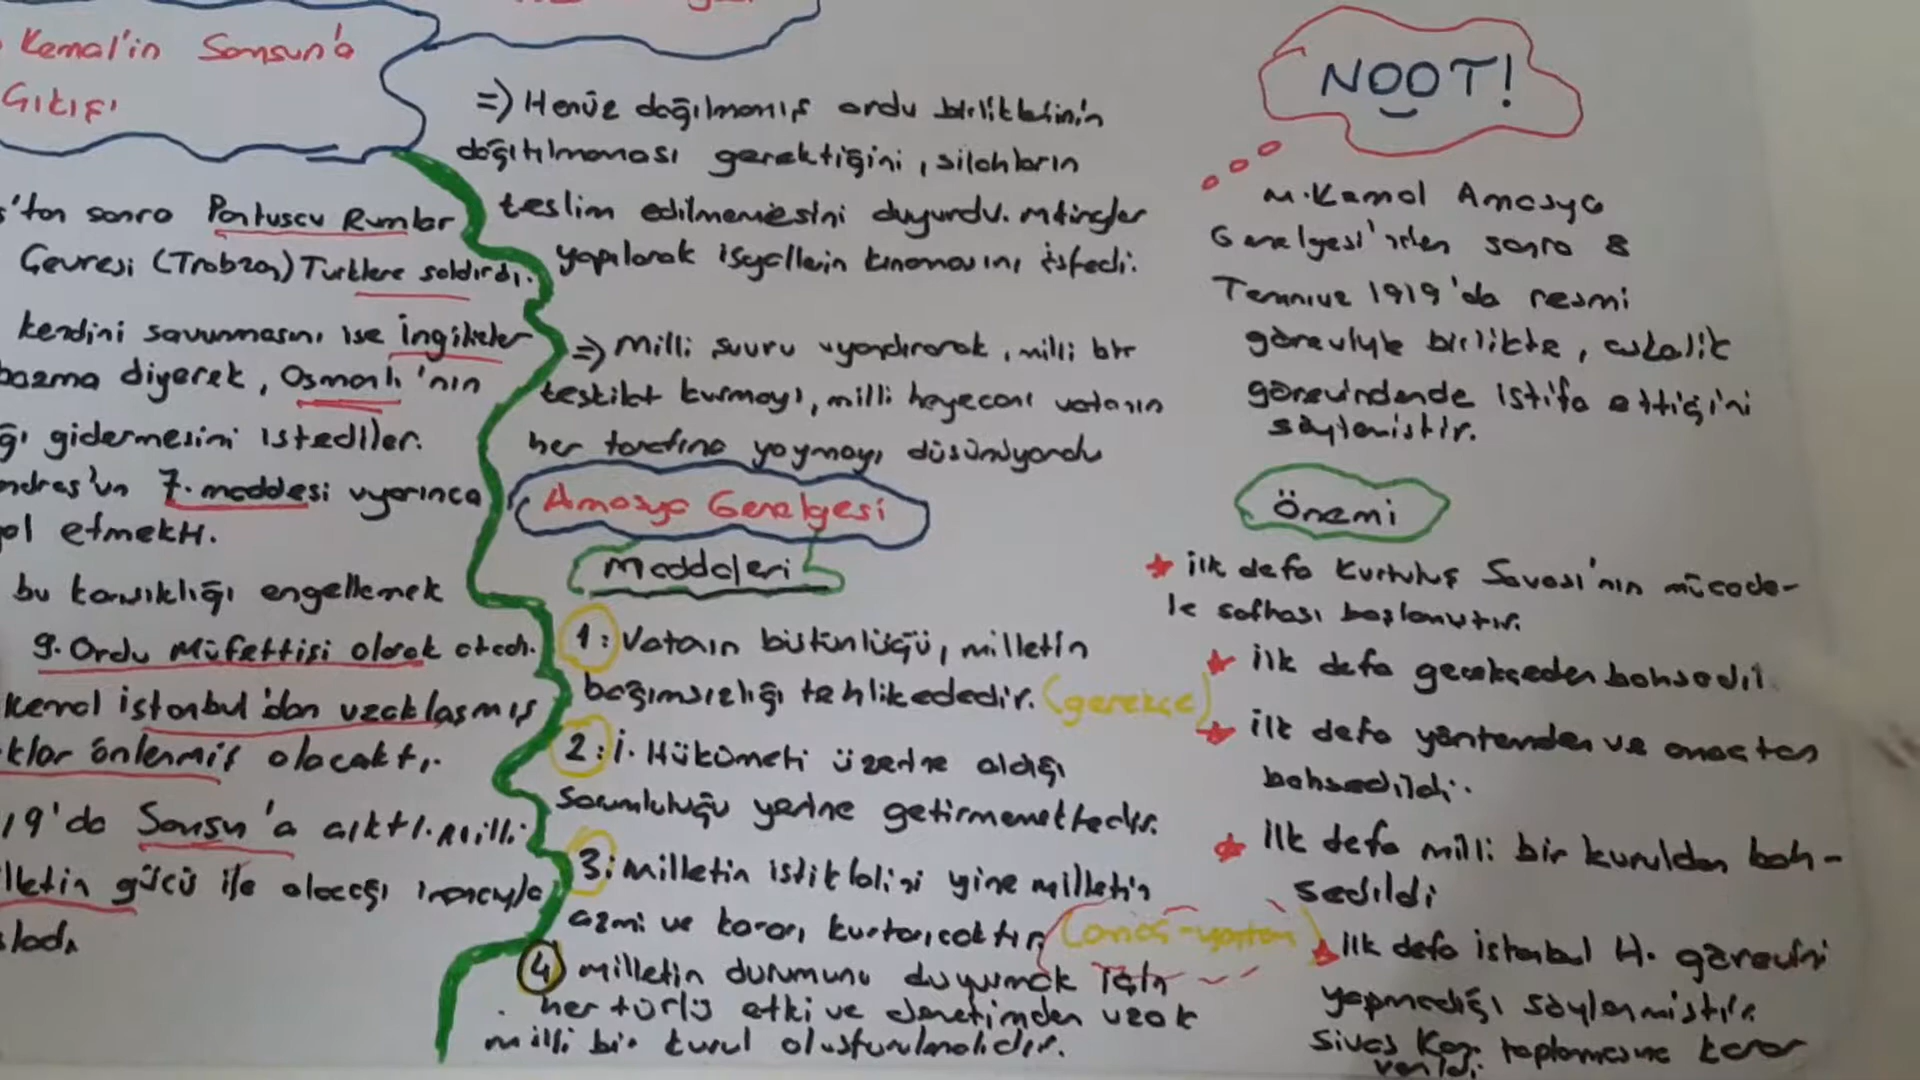 Kemal'in Samsun'a
Çıkışı
's'tan sonra Pontuscu Rumlar
Çevresi (Trabzon) Türklere saldırdı.
kendini savunmasını ise İngilizler
bozma diyerek, Osmanlı'nın
ğı gidermesini istediler.
ndros'un 7. maddesi uyarınca
gal etmekti.
bu karışıklığı engellemek
9. Ordu Müfettişi olarak atadı.
Kemal İstanbul'dan uzaklaşmış
klar önlenmiş olacaktı.
19'da Samsun'a çıktı. Milli
lletin gücü ile olacağı inancıyla
şladı
=> Henüz dağılmamış ordu birliklerinin
dağıtılmaması gerektiğini, silahların
teslim edilmemesini duyurdu. Mitingler
yapılarak işgallerin kınanmasını istedi.
=> Milli şuuru uyandırarak, milli bir
teşkilat kurmayı, milli heyecanı vatanın
her tarafına yaymayı düşünüyordu
Amasya Genelgesi
Maddeleri
1: Vatanın bütünlüğü, milletin
bağımsızlığı tehlikededir. (gerekçe)
2: İ. Hükümeti üzerine aldığı
sorumluluğu yerine getirmemektedir.
3: Milletin istiklalini yine milletin
azmi ve kararı kurtaracaktır (amaç-yöntem)
4 milletin durumunu duyurmak için
her türlü etki ve denetimden uzak
milli bir kurul oluşturulmalıdır.
NOOT!
M. Kemal Amasya
Genelgesi'nden sonra 8
Temmuz 1919'da resmi
göreviyle birlikte, askerlik
görevindende istifa ettiğini
söylemiştir.
Önemi
★ ilk defa Kurtuluş Savaşı'nın mücade-
le safhası başlamıştır.
★ ilk defa gerekçeden bahsedil.
★ ilk defa yöntemden ve amaçtan
bahsedildi.
★ ilk defa milli bir kuruldan bah-
sedildi
★ ilk defa İstanbul H. görevini
yapmadığı söylenmiştir.
Sivas Kon. toplanmasına karar
verildi.